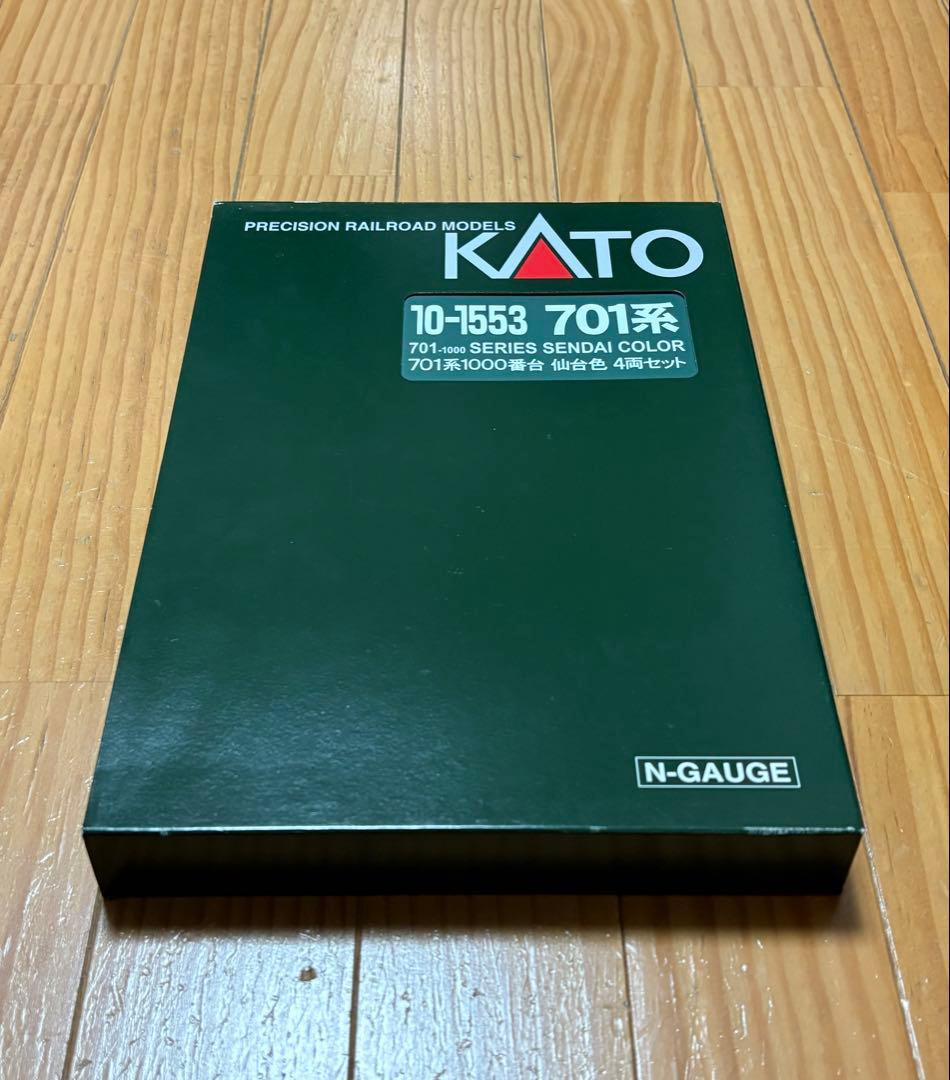 PRECISION RAILROAD MODELS
KATO
10-1553 701系
701-1000 SERIES SENDAI COLOR
701系1000番台 仙台色 4両セット
N-GAUGE